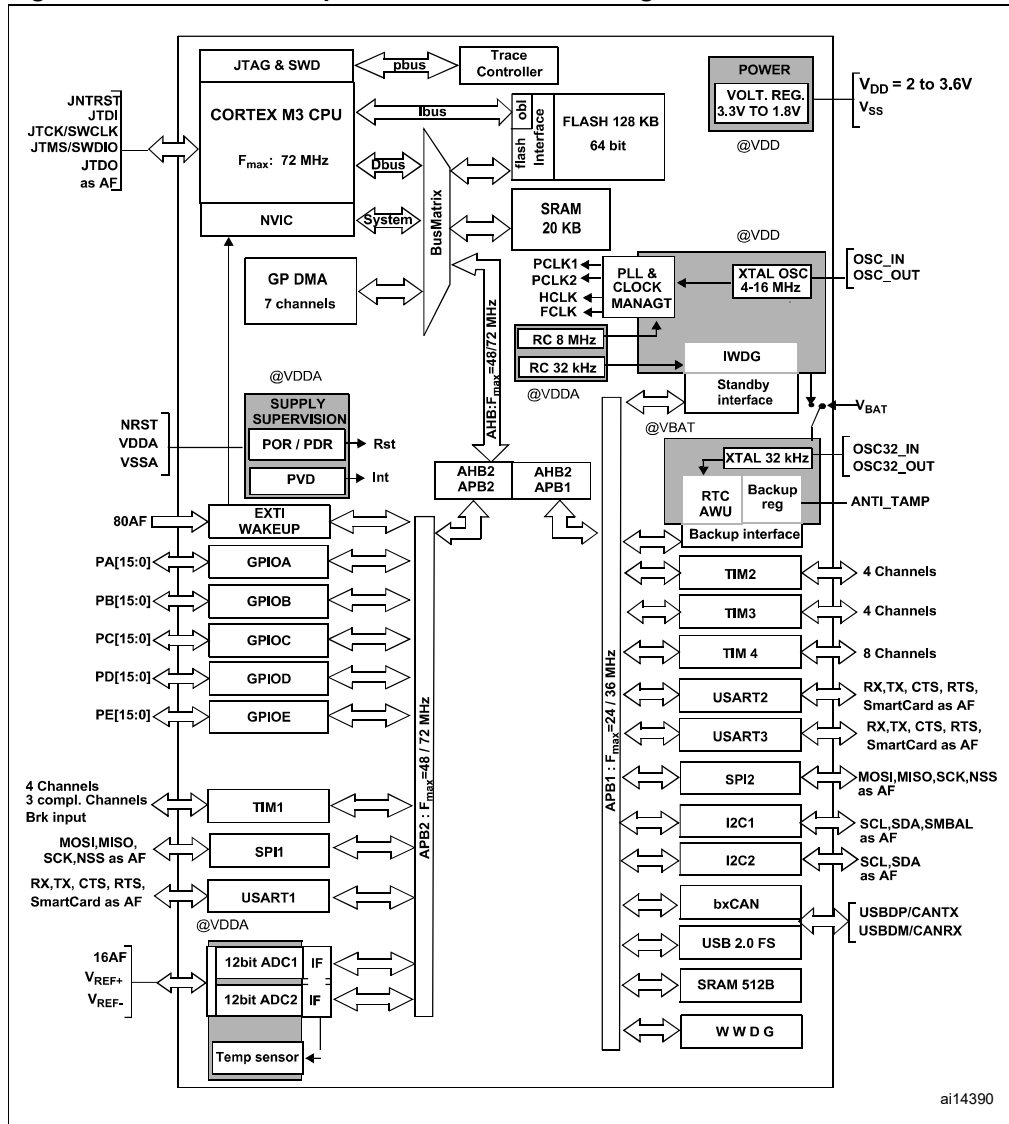 JTAG & SWD
pbus
Trace
Controller
POWER
VOLT. REG.
3.3V TO 1.8V
@VDD
VDD = 2 to 3.6V
VSS
JNTRST
JTDI
JTCK/SWCLK
JTMS/SWDIO
JTDO
as AF
CORTEX M3 CPU
Fmax: 72 MHz
Ibus
Dbus
flash obl
Interface
FLASH 128 KB
64 bit
NVIC
System
BusMatrix
SRAM
20 KB
@VDD
GP DMA
7 channels
PCLK1
PCLK2
HCLK
FCLK
PLL &
CLOCK
MANAGT
XTAL OSC
4-16 MHz
OSC_IN
OSC_OUT
RC 8 MHz
RC 32 kHz
@VDDA
IWDG
Standby
interface
AHB:Fmax=48/72 MHz
@VDDA
SUPPLY
SUPERVISION
NRST
VDDA
VSSA
POR / PDR
Rst
PVD
Int
@VBAT
VBAT
XTAL 32 kHz
OSC32_IN
OSC32_OUT
RTC
AWU
Backup
reg
ANTI_TAMP
Backup interface
AHB2
APB2
AHB2
APB1
80AF
EXTI
WAKEUP
PA[15:0]
GPIOA
PB[15:0]
GPIOB
PC[15:0]
GPIOC
PD[15:0]
GPIOD
PE[15:0]
GPIOE
4 Channels
3 compl. Channels
Brk input
TIM1
MOSI,MISO,
SCK,NSS as AF
SPI1
RX,TX, CTS, RTS,
SmartCard as AF
USART1
@VDDA
16AF
VREF+
VREF-
12bit ADC1
IF
12bit ADC2
IF
Temp sensor
APB2 : Fmax=48 / 72 MHz
APB1 : Fmax=24 / 36 MHz
TIM2
4 Channels
TIM3
4 Channels
TIM 4
8 Channels
USART2
RX,TX, CTS, RTS,
SmartCard as AF
USART3
RX,TX, CTS, RTS,
SmartCard as AF
SPI2
MOSI,MISO,SCK,NSS
as AF
I2C1
SCL,SDA,SMBAL
as AF
I2C2
SCL,SDA
as AF
bxCAN
USBDP/CANTX
USBDM/CANRX
USB 2.0 FS
SRAM 512B
W W D G
ai14390